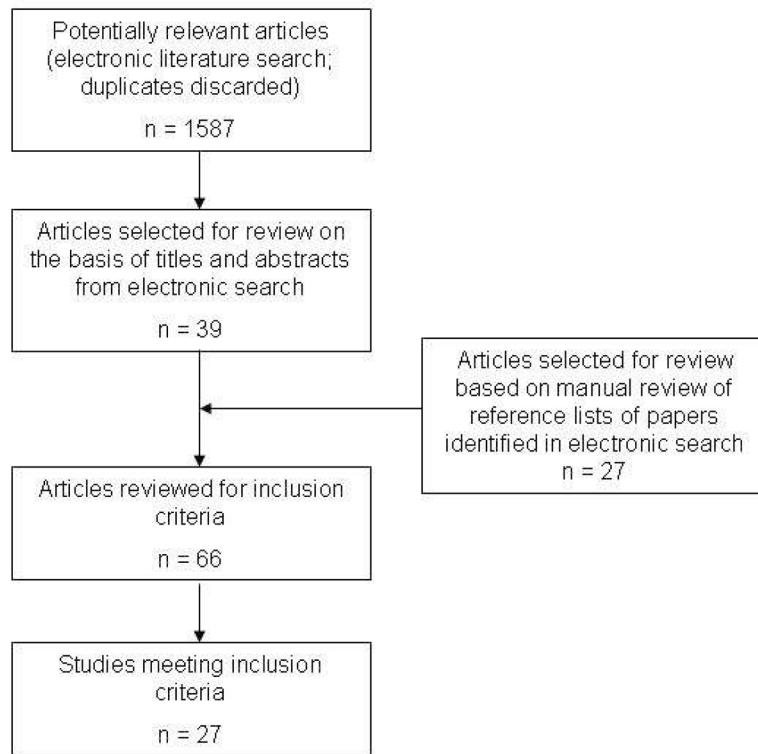 Potentially relevant articles
(electronic literature search;
duplicates discarded)
n = 1587
Articles selected for review on
the basis of titles and abstracts
from electronic search
n = 39
Articles selected for review
based on manual review of
reference lists of papers
identified in electronic search
n = 27
Articles reviewed for inclusion
criteria
n = 66
Studies meeting inclusion
criteria
n = 27